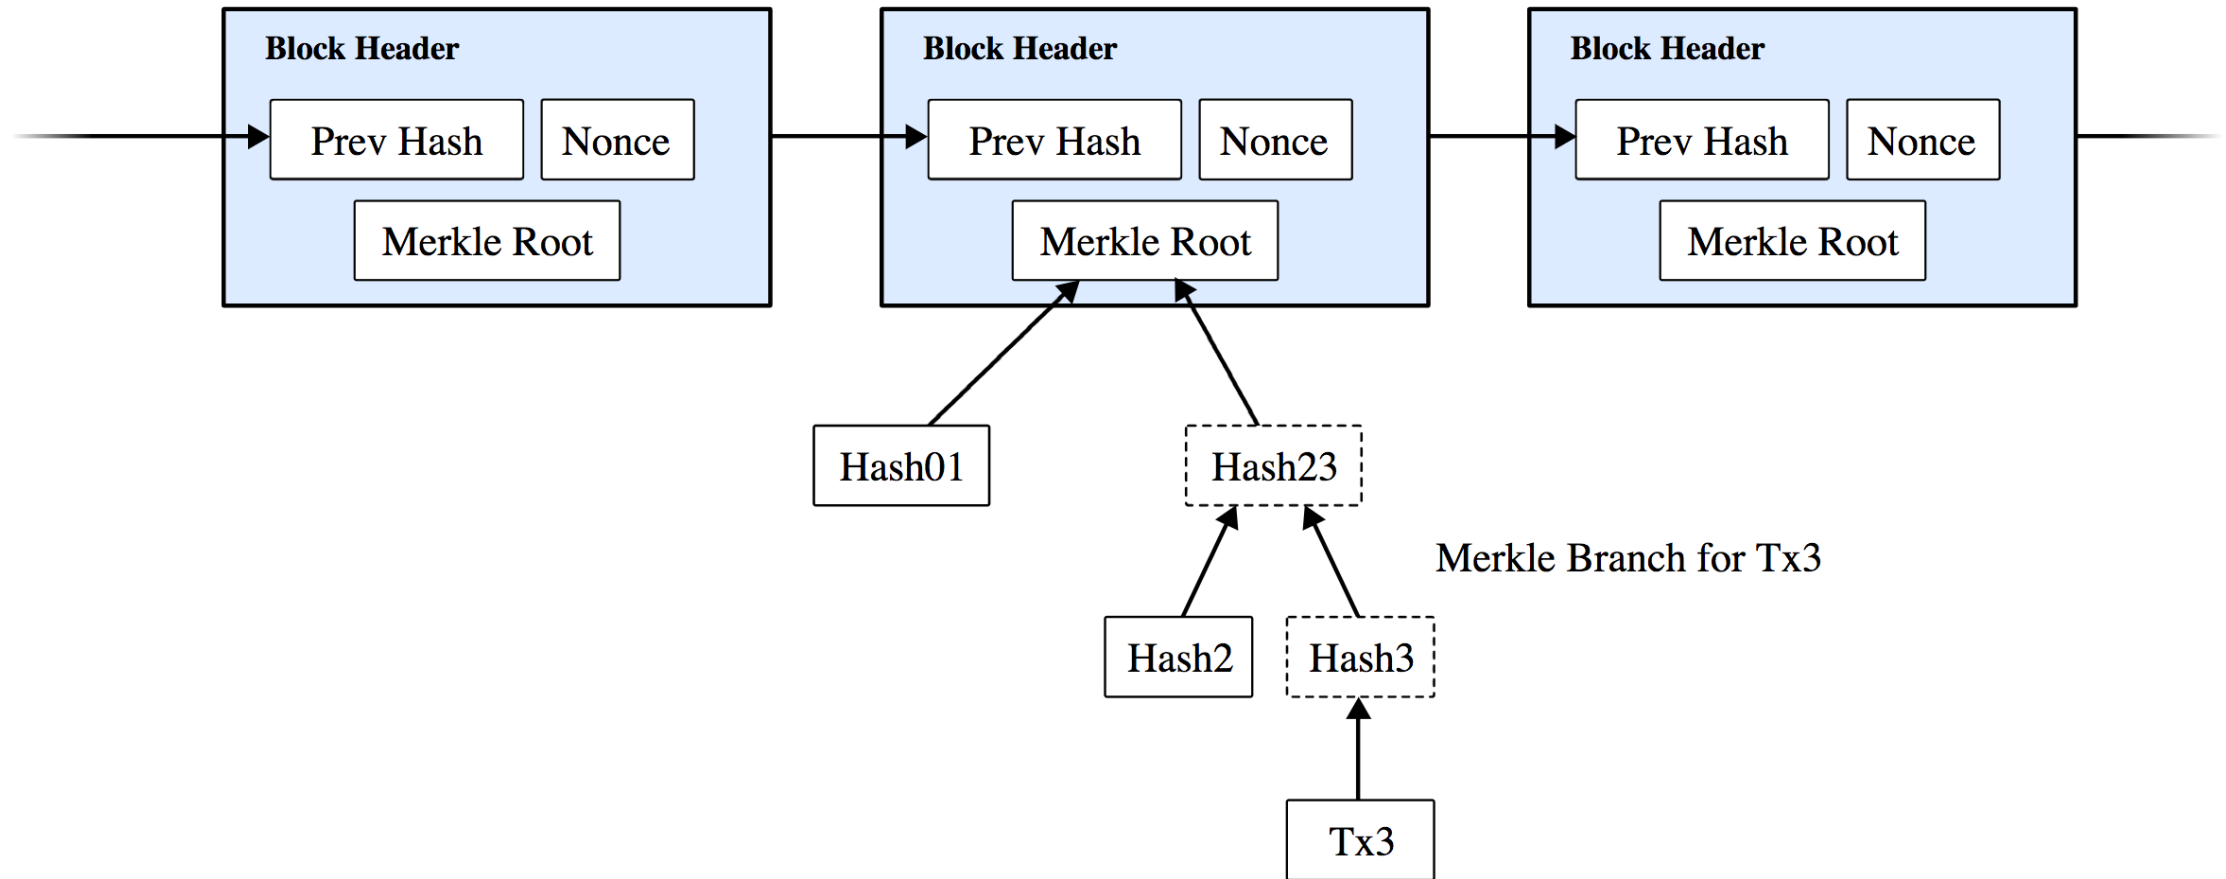 Block Header
Prev Hash
Nonce
Merkle Root
Block Header
Prev Hash
Nonce
Merkle Root
Block Header
Prev Hash
Nonce
Merkle Root
Hash01
Hash23
Merkle Branch for Tx3
Hash2
Hash3
Tx3